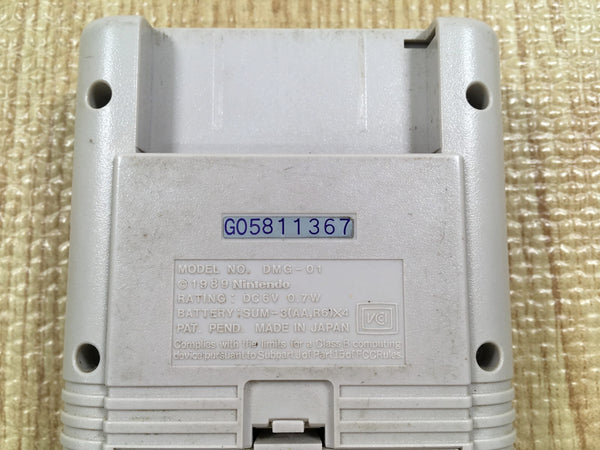 G05811367
MODEL NO. DMG-01
©1989 Nintendo
RATING : DC6V 0.7W
BATTERY : SUM-3(AA,R6)X4
PAT. PEND. MADE IN JAPAN
Complies with the limits for a Class B computing
device pursuant to Subpart J of Part 15 of FCC Rules.